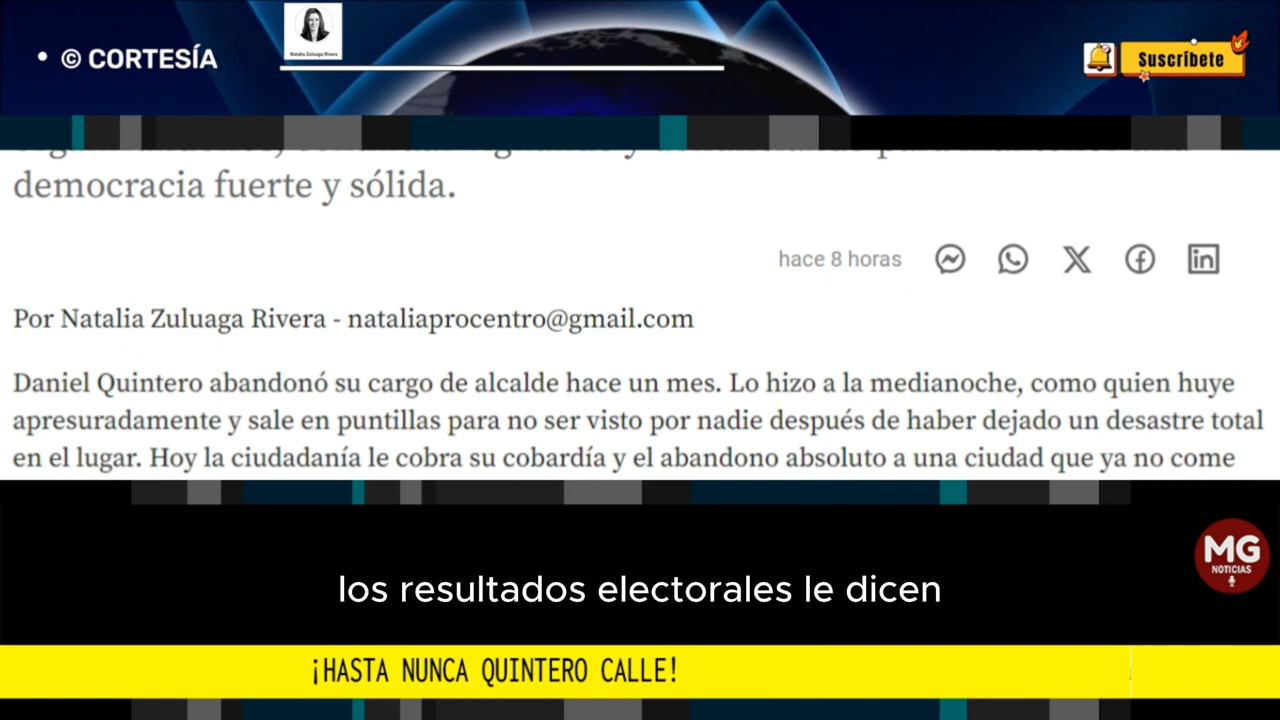 • © CORTESÍA
Natalia Zuluaga Rivera
Suscríbete
democracia fuerte y sólida.
hace 8 horas
Por Natalia Zuluaga Rivera - nataliaprocentro@gmail.com
Daniel Quintero abandonó su cargo de alcalde hace un mes. Lo hizo a la medianoche, como quien huye
apresuradamente y sale en puntillas para no ser visto por nadie después de haber dejado un desastre total
en el lugar. Hoy la ciudadanía le cobra su cobardía y el abandono absoluto a una ciudad que ya no come
MG
NOTICIAS
los resultados electorales le dicen
¡HASTA NUNCA QUINTERO CALLE!